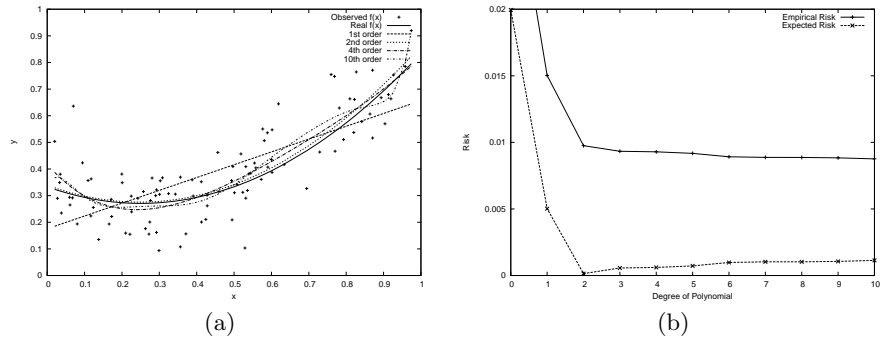 Observed f(x)
Real f(x)
1st order
2nd order
4th order
10th order
1
0.9
0.8
0.7
0.6
0.5
0.4
0.3
0.2
0.1
0
y
0 0.1 0.2 0.3 0.4 0.5 0.6 0.7 0.8 0.9 1
x
(a)
Empirical Risk
Expected Risk
0.02
0.015
0.01
0.005
0
Risk
0 1 2 3 4 5 6 7 8 9 10
Degree of Polynomial
(b)